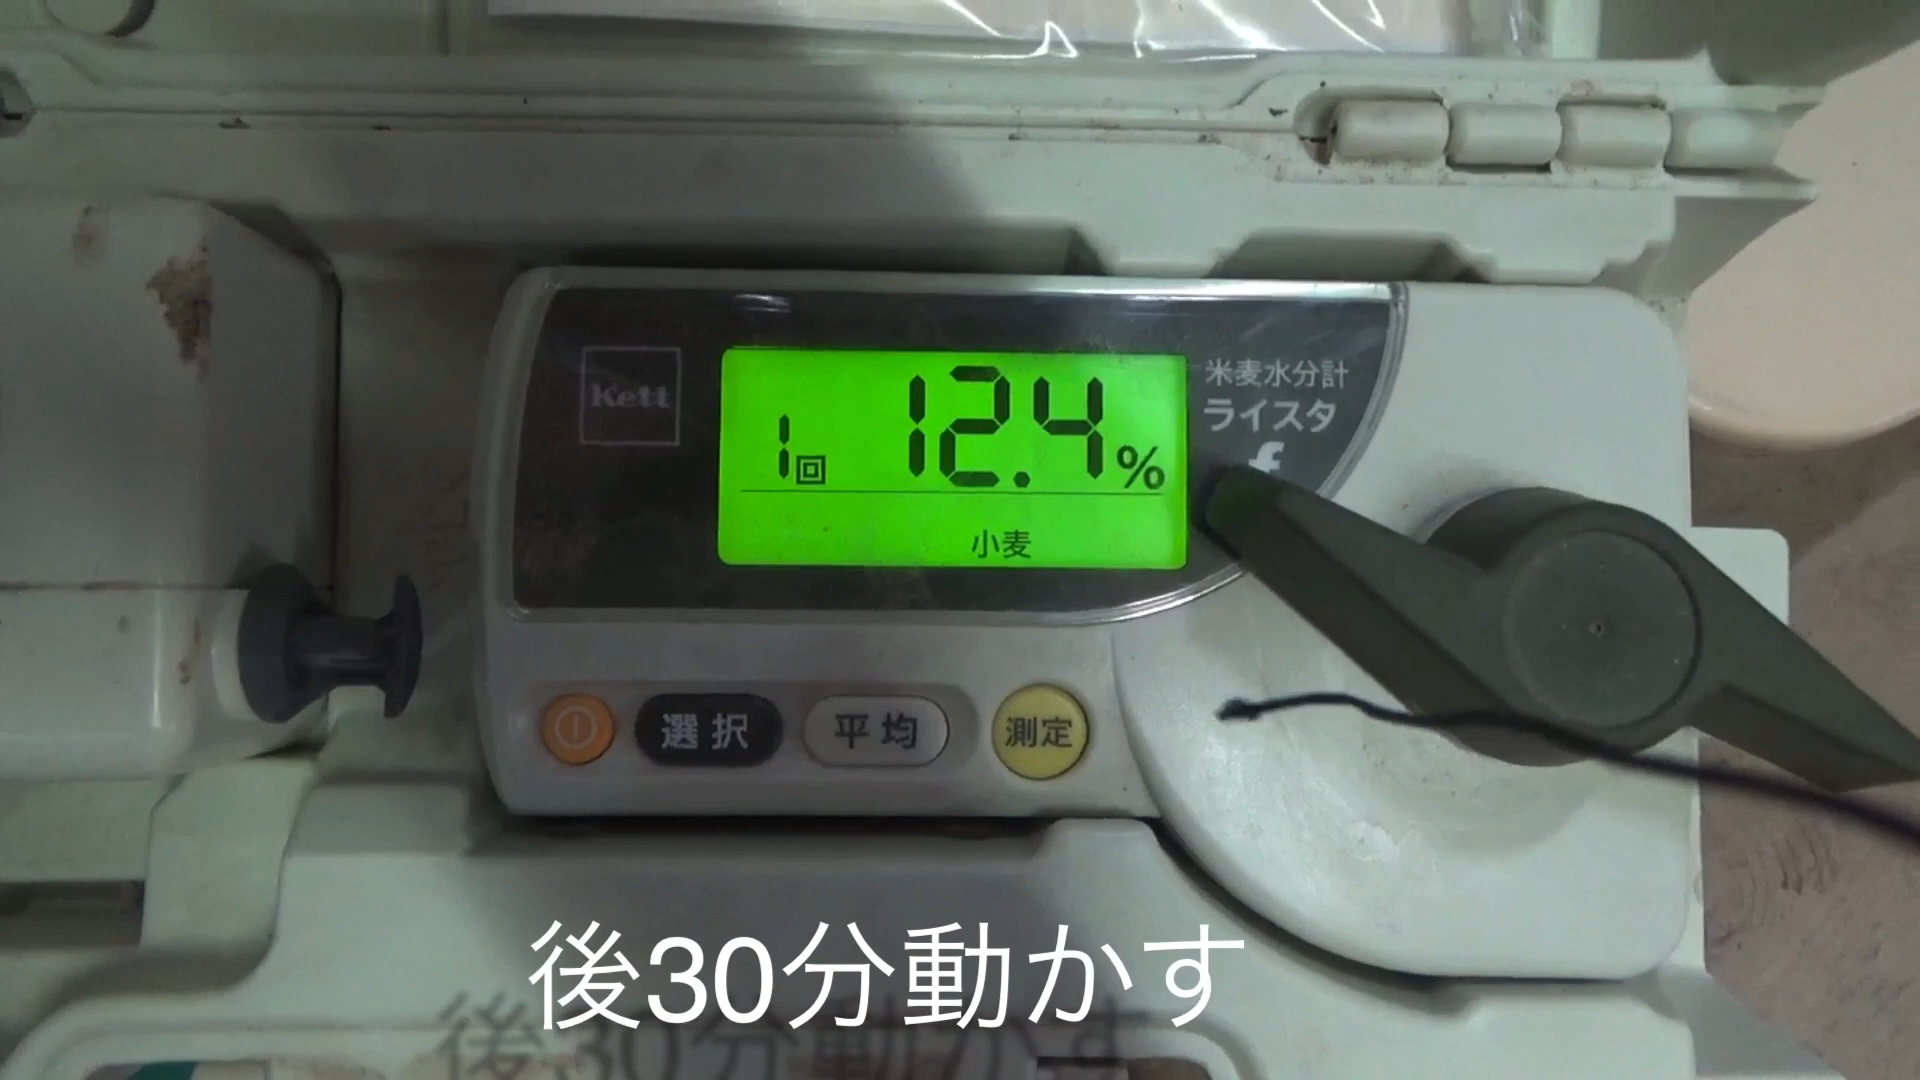 Kett
1回 12.4%
小麦
米麦水分計
ライスタ
f
選択
平均
測定
後30分動かす